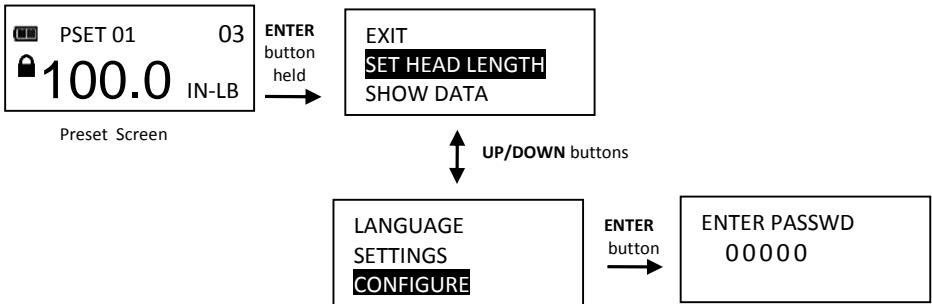 PSET 01 03
100.0 IN-LB
Preset Screen
ENTER
button
held
EXIT
SET HEAD LENGTH
SHOW DATA
UP/DOWN buttons
LANGUAGE
SETTINGS
CONFIGURE
ENTER
button
ENTER PASSWD
00000